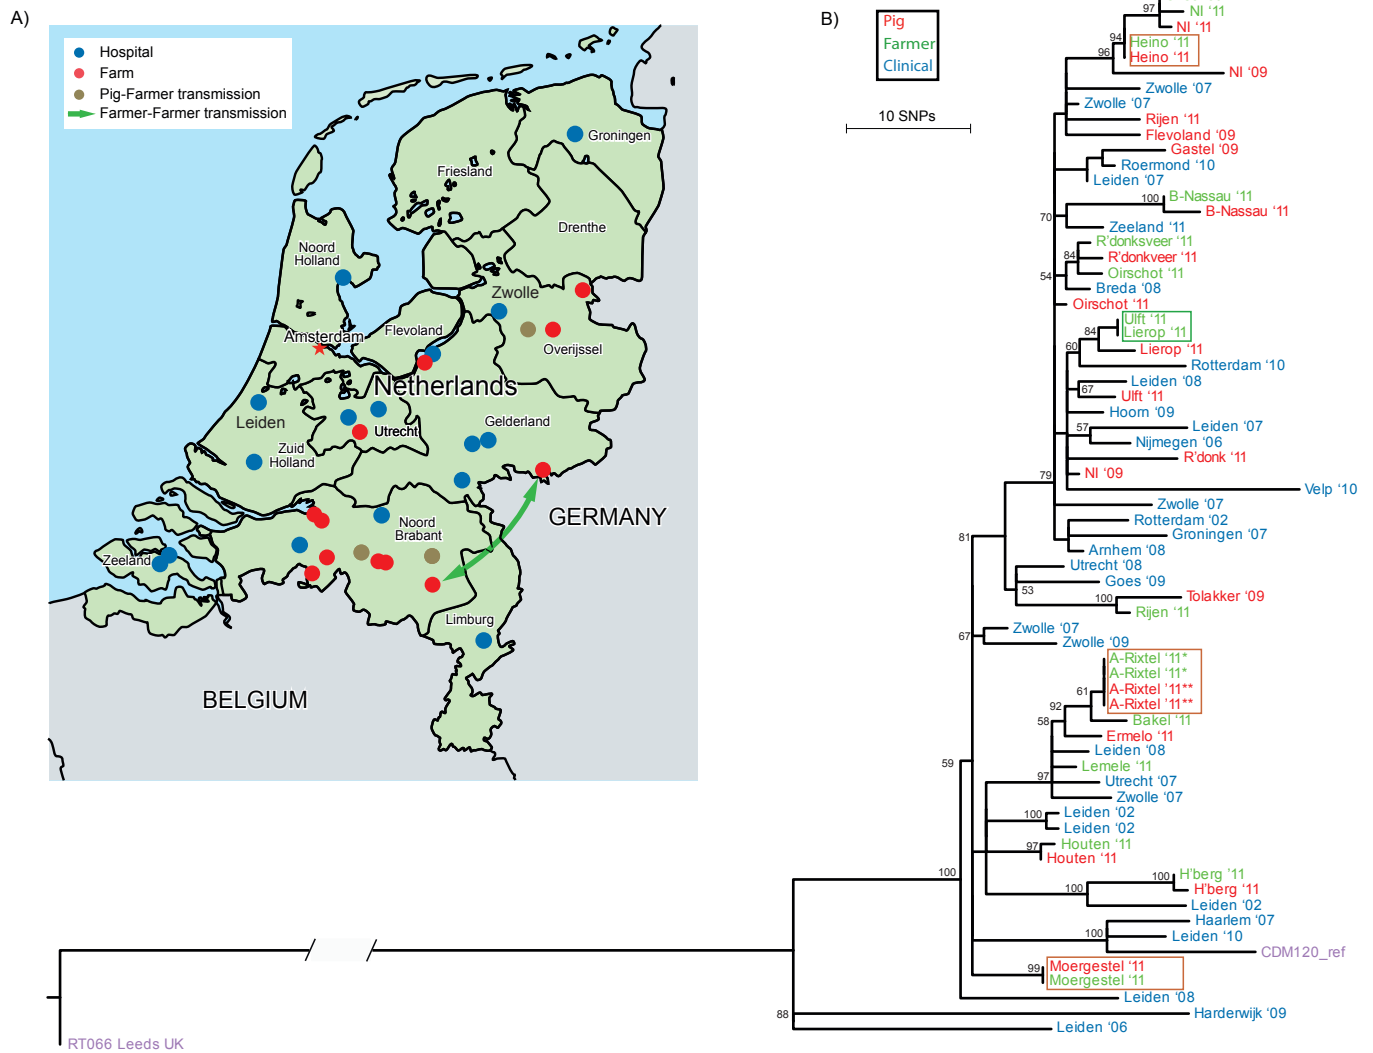 A)
Hospital
Farm
Pig-Farmer transmission
Farmer-Farmer transmission
Groningen
Friesland
Drenthe
Noord
Holland
Zwolle
Amsterdam
Flevoland
Overijssel
Netherlands
Leiden
Utrecht
Gelderland
Zuid
Holland
GERMANY
Noord
Brabant
Zeeland
Limburg
BELGIUM
B)
Pig
Farmer
Clinical
10 SNPs
97
NI ‘11
NI ‘11
94
Heino ‘11
96
Heino ‘11
NI ‘09
Zwolle ‘07
Zwolle ‘07
Rijen ‘11
Flevoland ‘09
Gastel ‘09
Roermond ‘10
Leiden ‘07
100
B-Nassau ‘11
B-Nassau ‘11
70
Zeeland ‘11
R’donksveer ‘11
84
R’donkveer ‘11
54
Oirschot ‘11
Breda ‘08
Oirschot ‘11
Ulft ‘11
84
Lierop ‘11
60
Lierop ‘11
Rotterdam ‘10
Leiden ‘08
67
Ulft ‘11
Hoorn ‘09
57
Leiden ‘07
Nijmegen ‘06
R’donk ‘11
79
NI ‘09
Velp ‘10
Zwolle ‘07
Rotterdam ‘02
Groningen ‘07
81
Arnhem ‘08
Utrecht ‘08
Goes ‘09
53
100
Tolakker ‘09
Rijen ‘11
67
Zwolle ‘07
Zwolle ‘09
A-Rixtel ‘11*
A-Rixtel ‘11*
61
A-Rixtel ‘11**
A-Rixtel ‘11**
92
58
Bakel ‘11
Ermelo ‘11
Leiden ‘08
59
Lemele ‘11
97
Utrecht ‘07
Zwolle ‘07
100
Leiden ‘02
Leiden ‘02
97
Houten ‘11
Houten ‘11
100
100
H’berg ‘11
100
H’berg ‘11
Leiden ‘02
Haarlem ‘07
100
Leiden ‘10
CDM120_ref
99
Moergestel ‘11
Moergestel ‘11
Leiden ‘08
88
Harderwijk ‘09
Leiden ‘06
RT066 Leeds UK